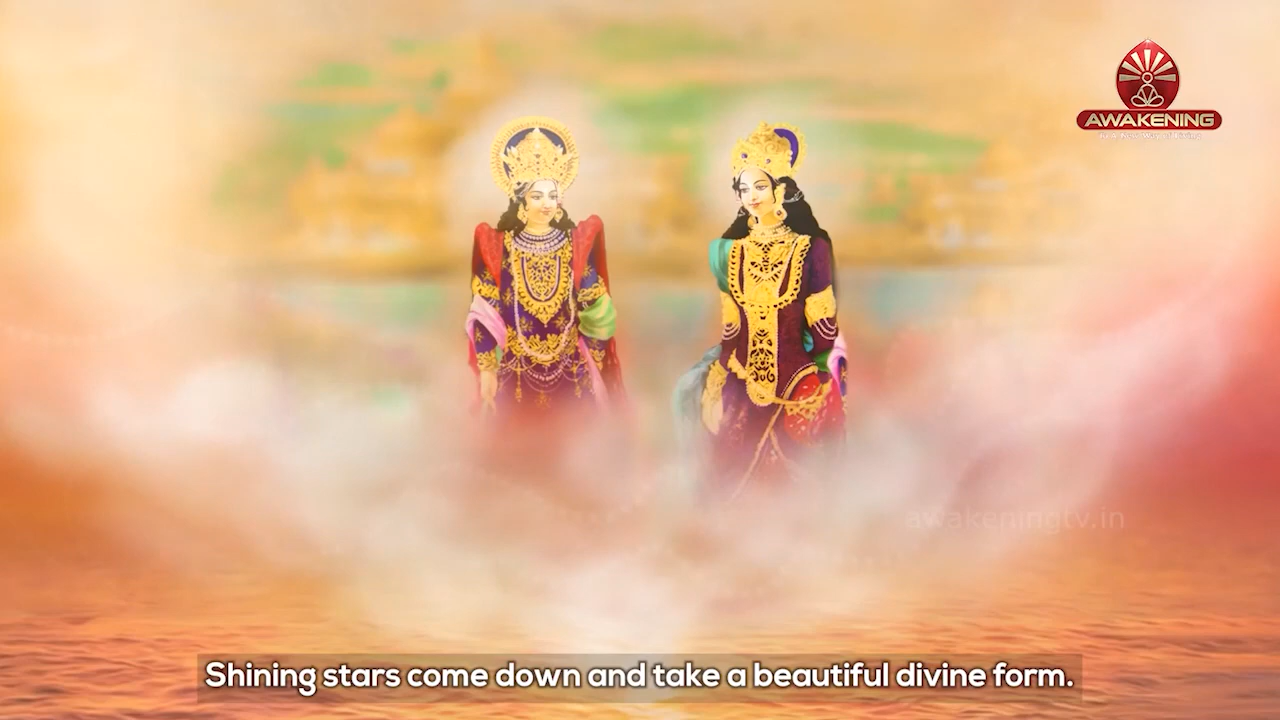 AWAKENING
awakeningtv.in
Shining stars come down and take a beautiful divine form.